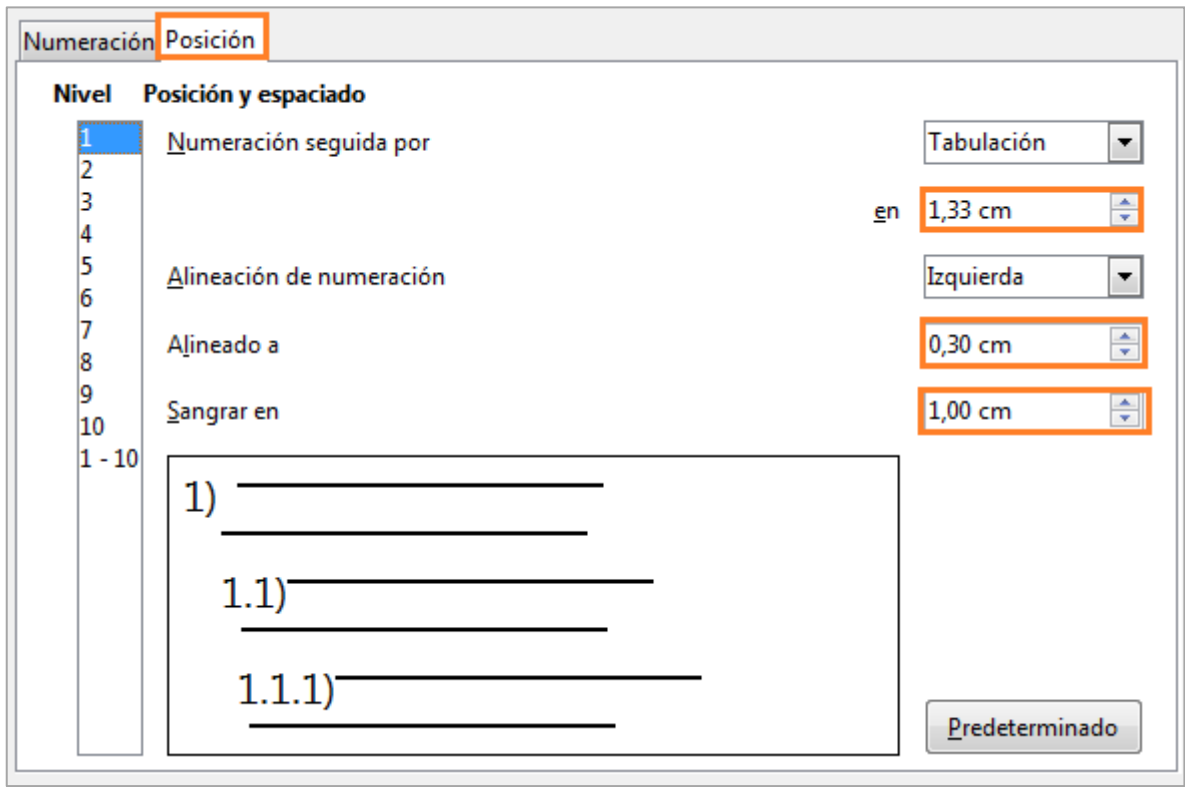 Numeración Posición
Nivel Posición y espaciado
1
Numeración seguida por Tabulación
2
3
en 1,33 cm
4
5
Alineación de numeración Izquierda
6
7
Alineado a 0,30 cm
8
9
Sangrar en 1,00 cm
10
1 - 10
1)
1.1)
1.1.1)
Predeterminado